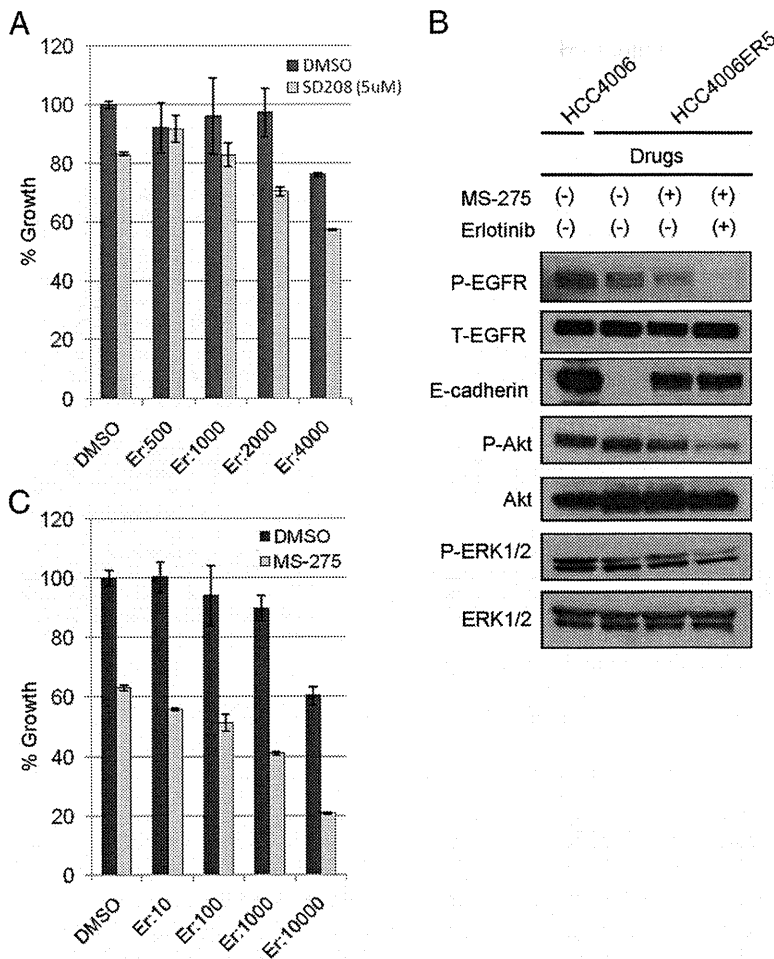 A
120
100
80
60
40
20
0
% Growth
DMSO
SD208 (5uM)
DMSO
Er:500
Er:1000
Er:2000
Er:4000
B
HCC4006
HCC4006ER5
Drugs
MS-275 (-) (-) (+) (+)
Erlotinib (-) (-) (-) (+)
P-EGFR
T-EGFR
E-cadherin
P-Akt
Akt
P-ERK1/2
ERK1/2
C
120
100
80
60
40
20
0
% Growth
DMSO
MS-275
DMSO
Er:10
Er:100
Er:1000
Er:10000